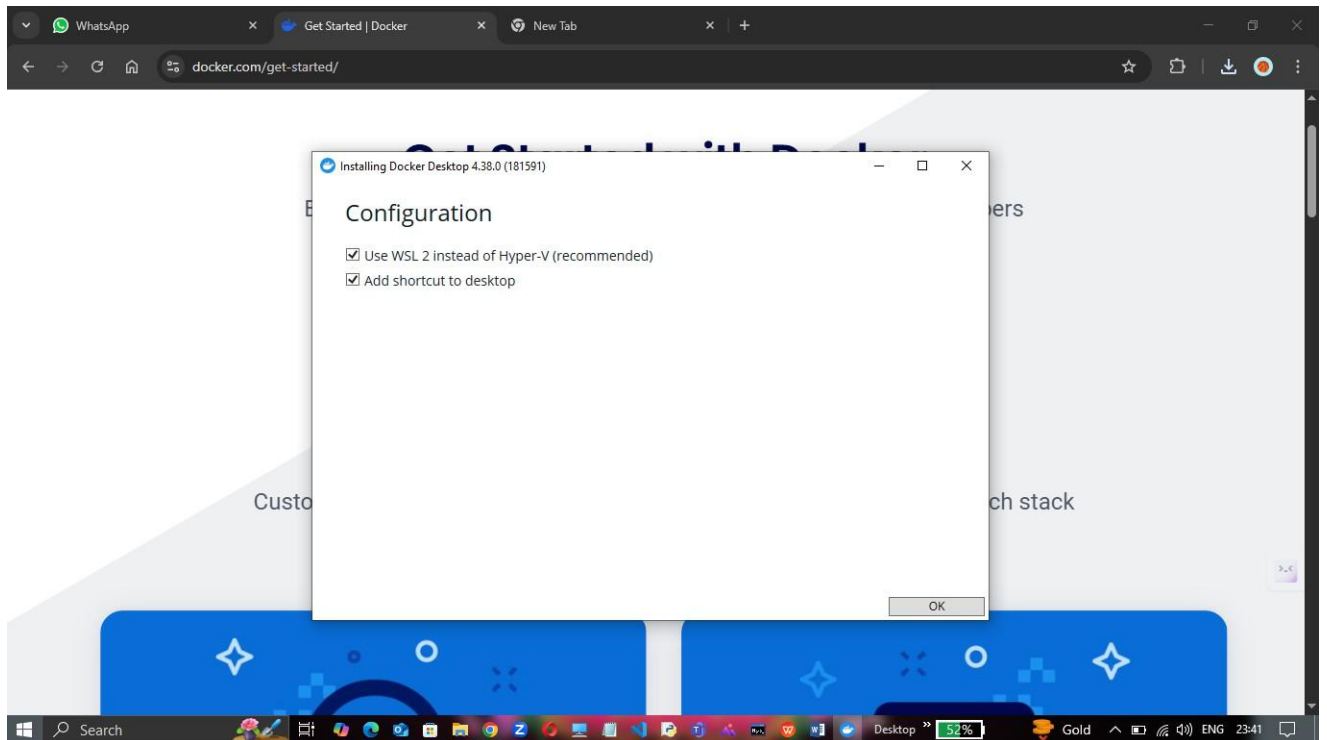 WhatsApp
Get Started | Docker
New Tab
docker.com/get-started/
Installing Docker Desktop 4.38.0 (181591)
Configuration
Use WSL 2 instead of Hyper-V (recommended)
Add shortcut to desktop
OK
ers
Custo
ch stack
Search
Desktop
52%
Gold
ENG
23:41